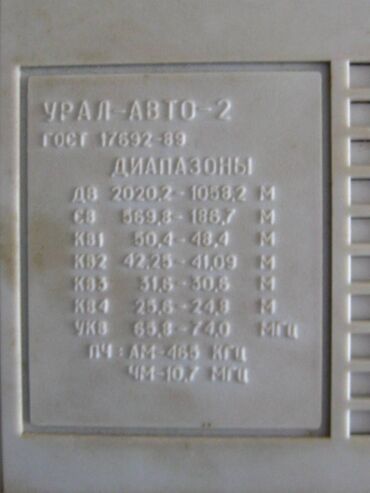 УРАЛ-АВТО-2
ГОСТ 17692-89
ДИАПАЗОНЫ
ДВ 2020,2-1058,2 М
СВ 569,8-186,7 М
КВ1 50,4-48,4 М
КВ2 42,25-41,09 М
КВ3 31,6-30,6 М
КВ4 25,6-24,8 М
УКВ 65,8-74,0 МГЦ
ПЧ: АМ-465 КГЦ
ЧМ-10,7 МГЦ